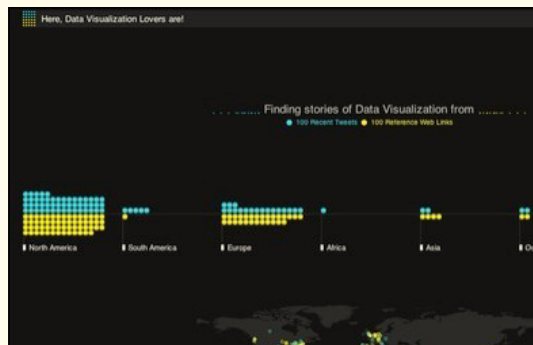 Here, Data Visualization Lovers are!
Finding stories of Data Visualization from
100 Recent Tweets 100 Reference Web Links
North America South America Europe Africa Asia